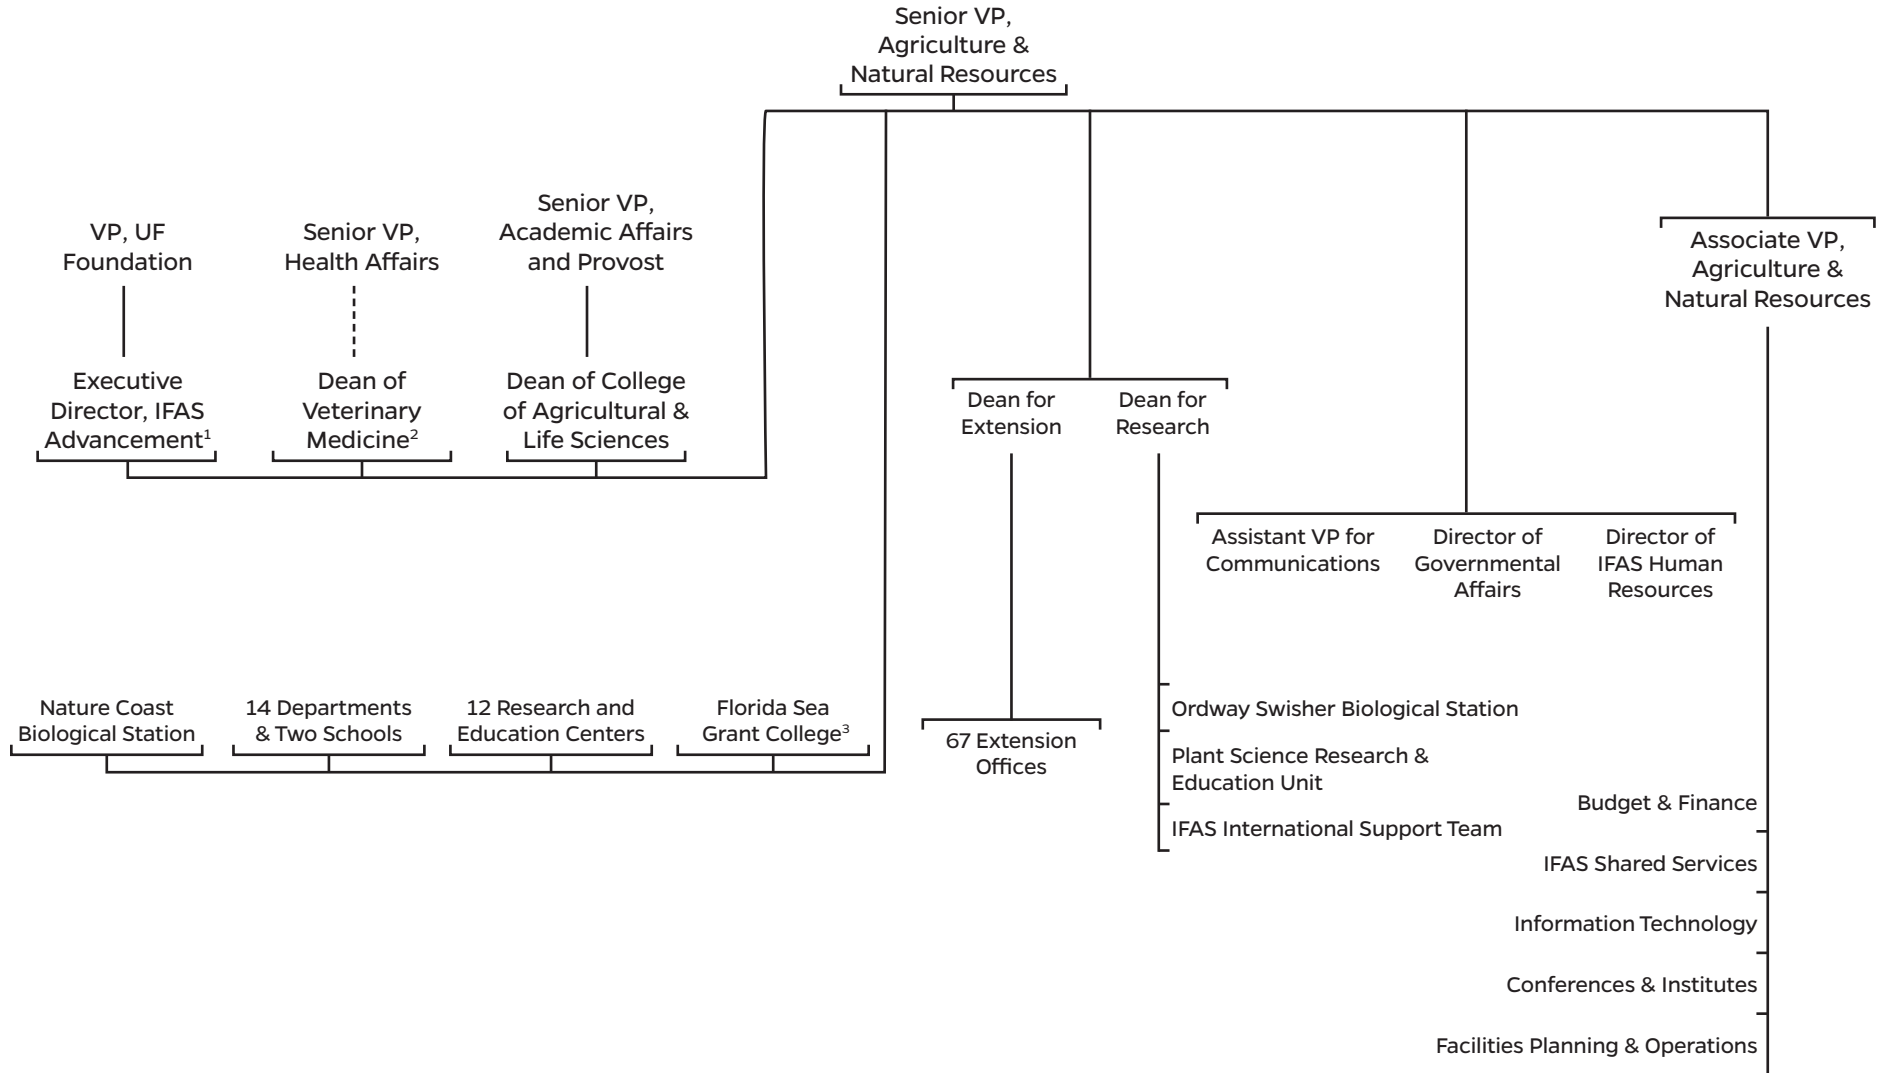 Senior VP,
Agriculture &
Natural Resources
VP, UF
Foundation
Senior VP,
Health Affairs
Senior VP,
Academic Affairs
and Provost
Associate VP,
Agriculture &
Natural Resources
Executive
Director, IFAS
Advancement¹
Dean of
Veterinary
Medicine²
Dean of College
of Agricultural &
Life Sciences
Dean for
Extension
Dean for
Research
Assistant VP for
Communications
Director of
Governmental
Affairs
Director of
IFAS Human
Resources
Nature Coast
Biological Station
14 Departments
& Two Schools
12 Research and
Education Centers
Florida Sea
Grant College³
67 Extension
Offices
Ordway Swisher Biological Station
Plant Science Research &
Education Unit
IFAS International Support Team
Budget & Finance
IFAS Shared Services
Information Technology
Conferences & Institutes
Facilities Planning & Operations